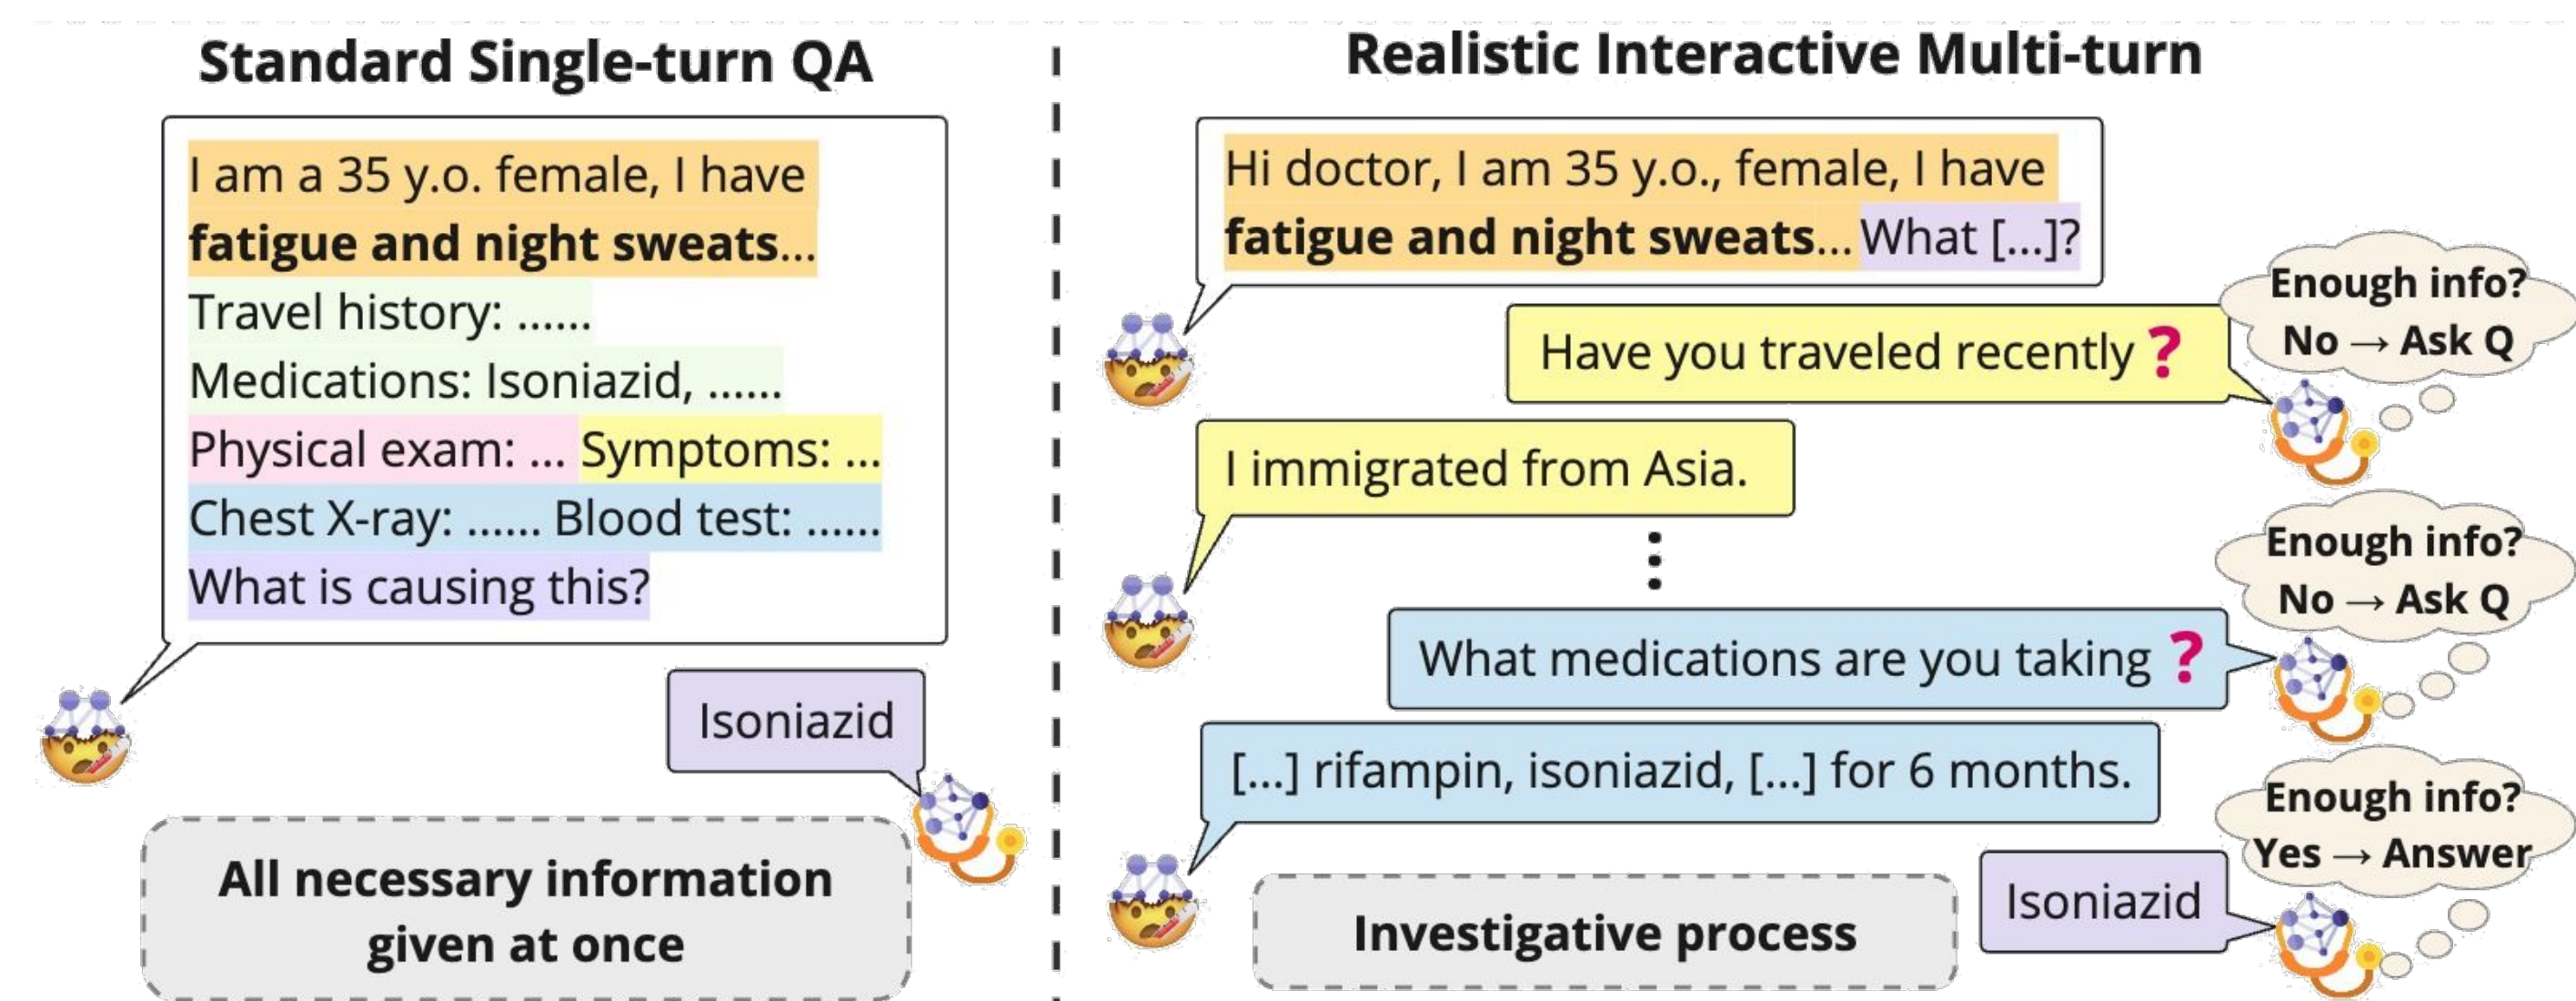 Standard Single-turn QA
I am a 35 y.o. female, I have
fatigue and night sweats...
Travel history: ......
Medications: Isoniazid, ......
Physical exam: ... Symptoms: ...
Chest X-ray: ...... Blood test: ......
What is causing this?
Isoniazid
All necessary information
given at once
Realistic Interactive Multi-turn
Hi doctor, I am 35 y.o., female, I have
fatigue and night sweats... What [...]?
Enough info?
No → Ask Q
Have you traveled recently ?
I immigrated from Asia.
Enough info?
No → Ask Q
What medications are you taking ?
[...] rifampin, isoniazid, [...] for 6 months.
Enough info?
Yes → Answer
Isoniazid
Investigative process